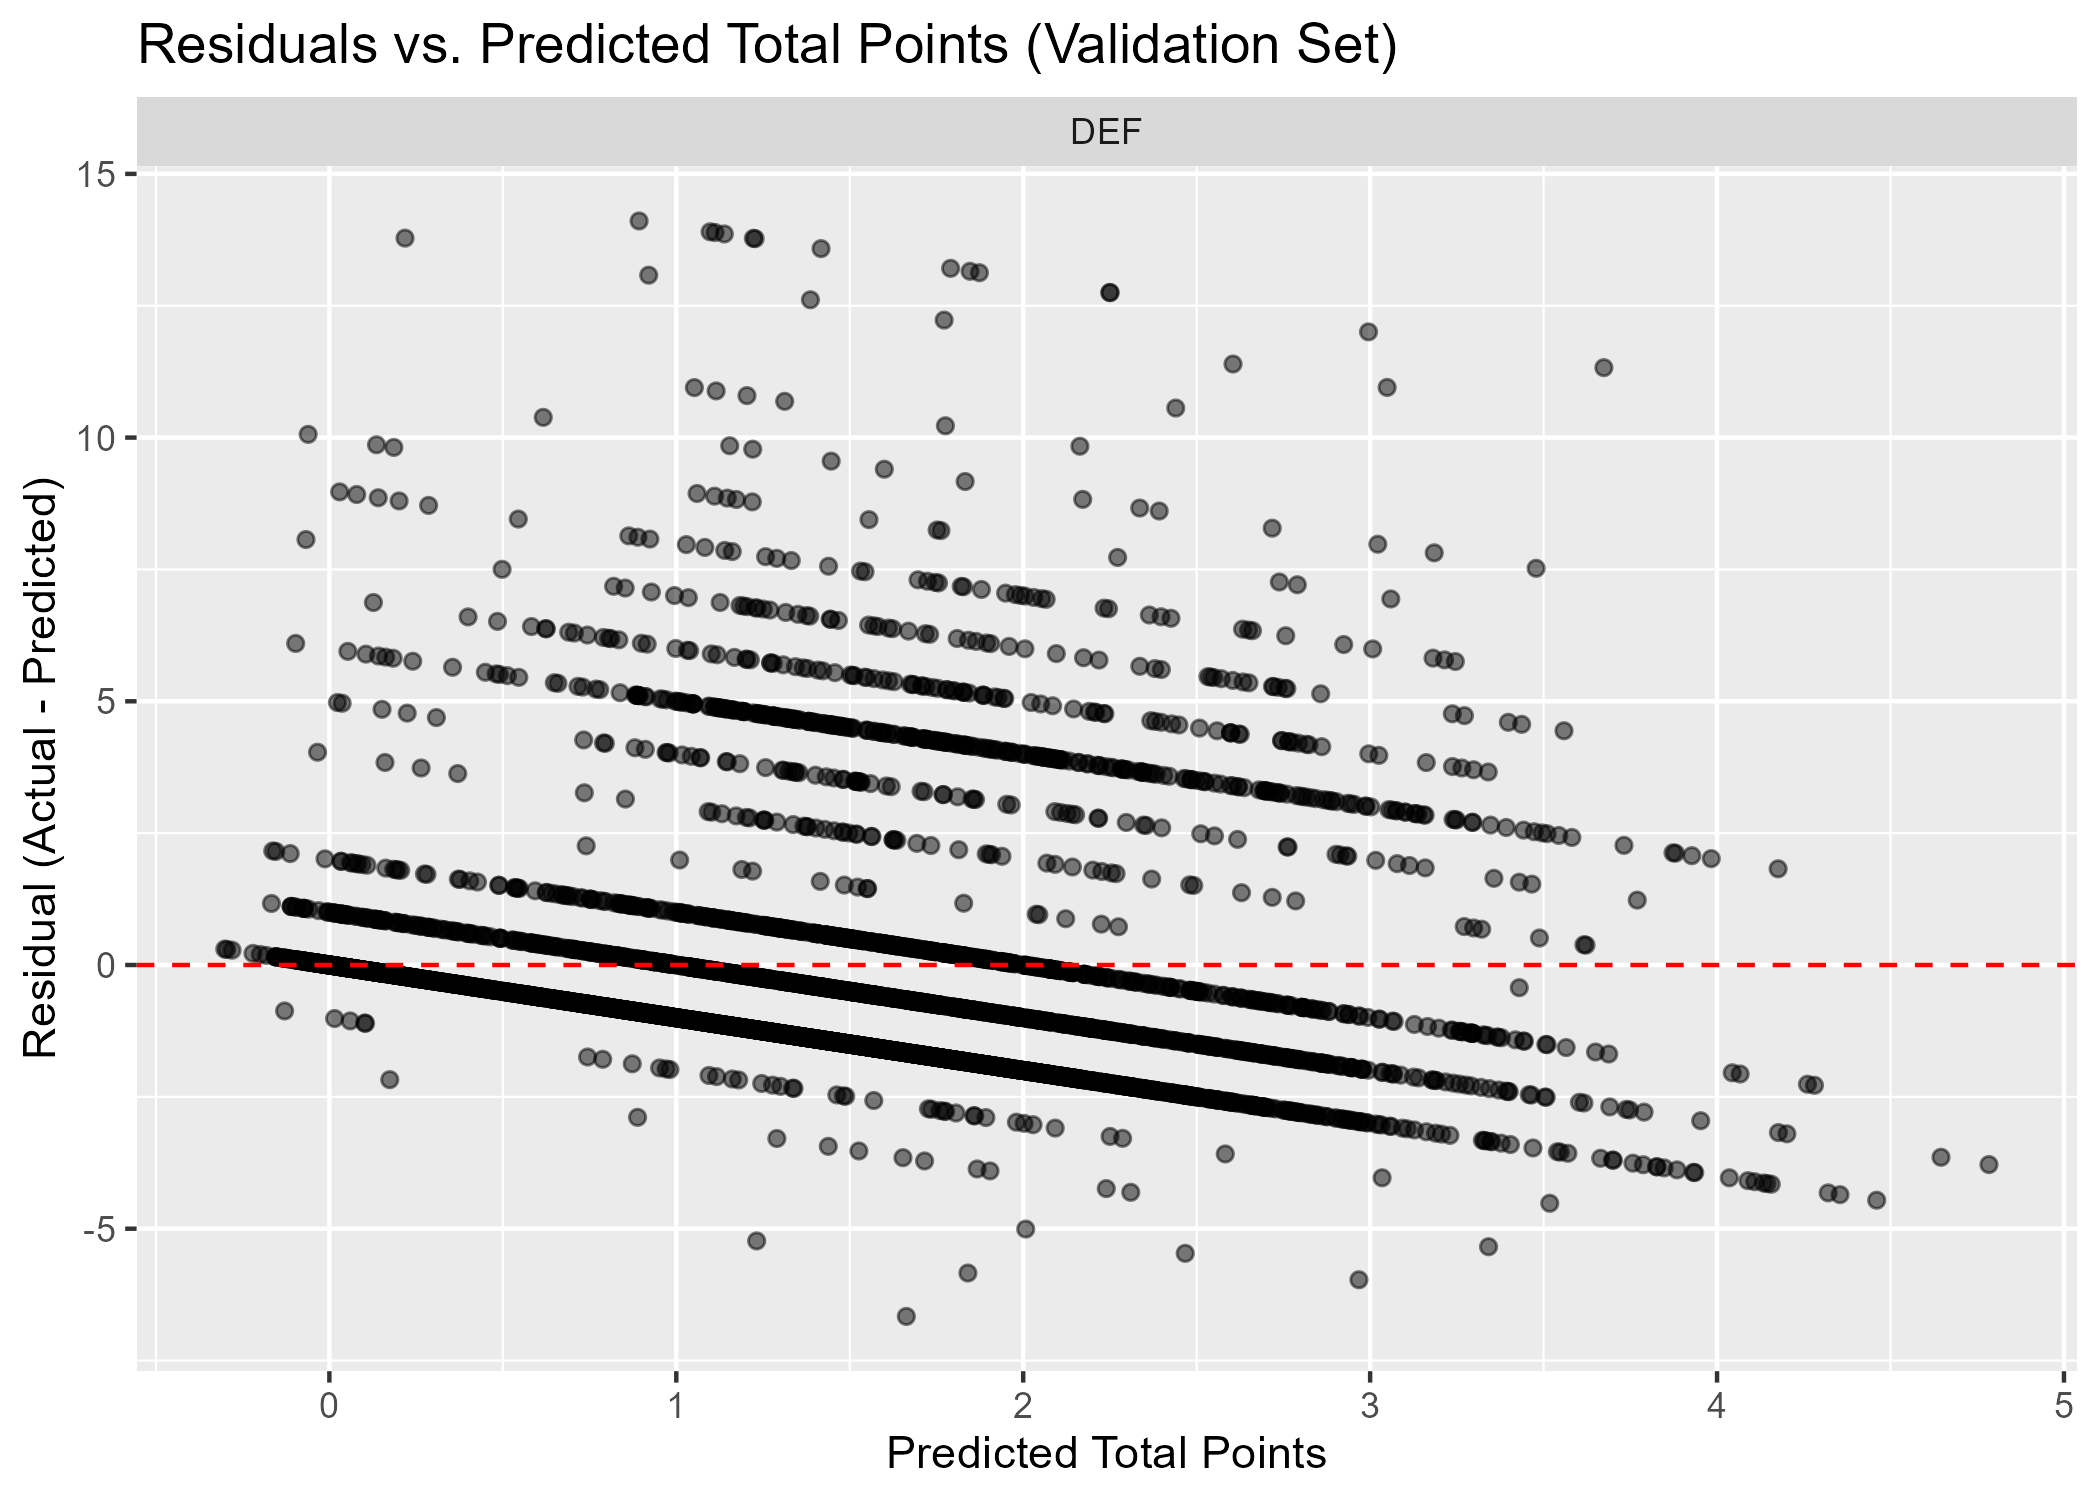 Residuals vs. Predicted Total Points (Validation Set)
DEF
15
10
5
0
-5
Residual (Actual - Predicted)
0 1 2 3 4 5
Predicted Total Points